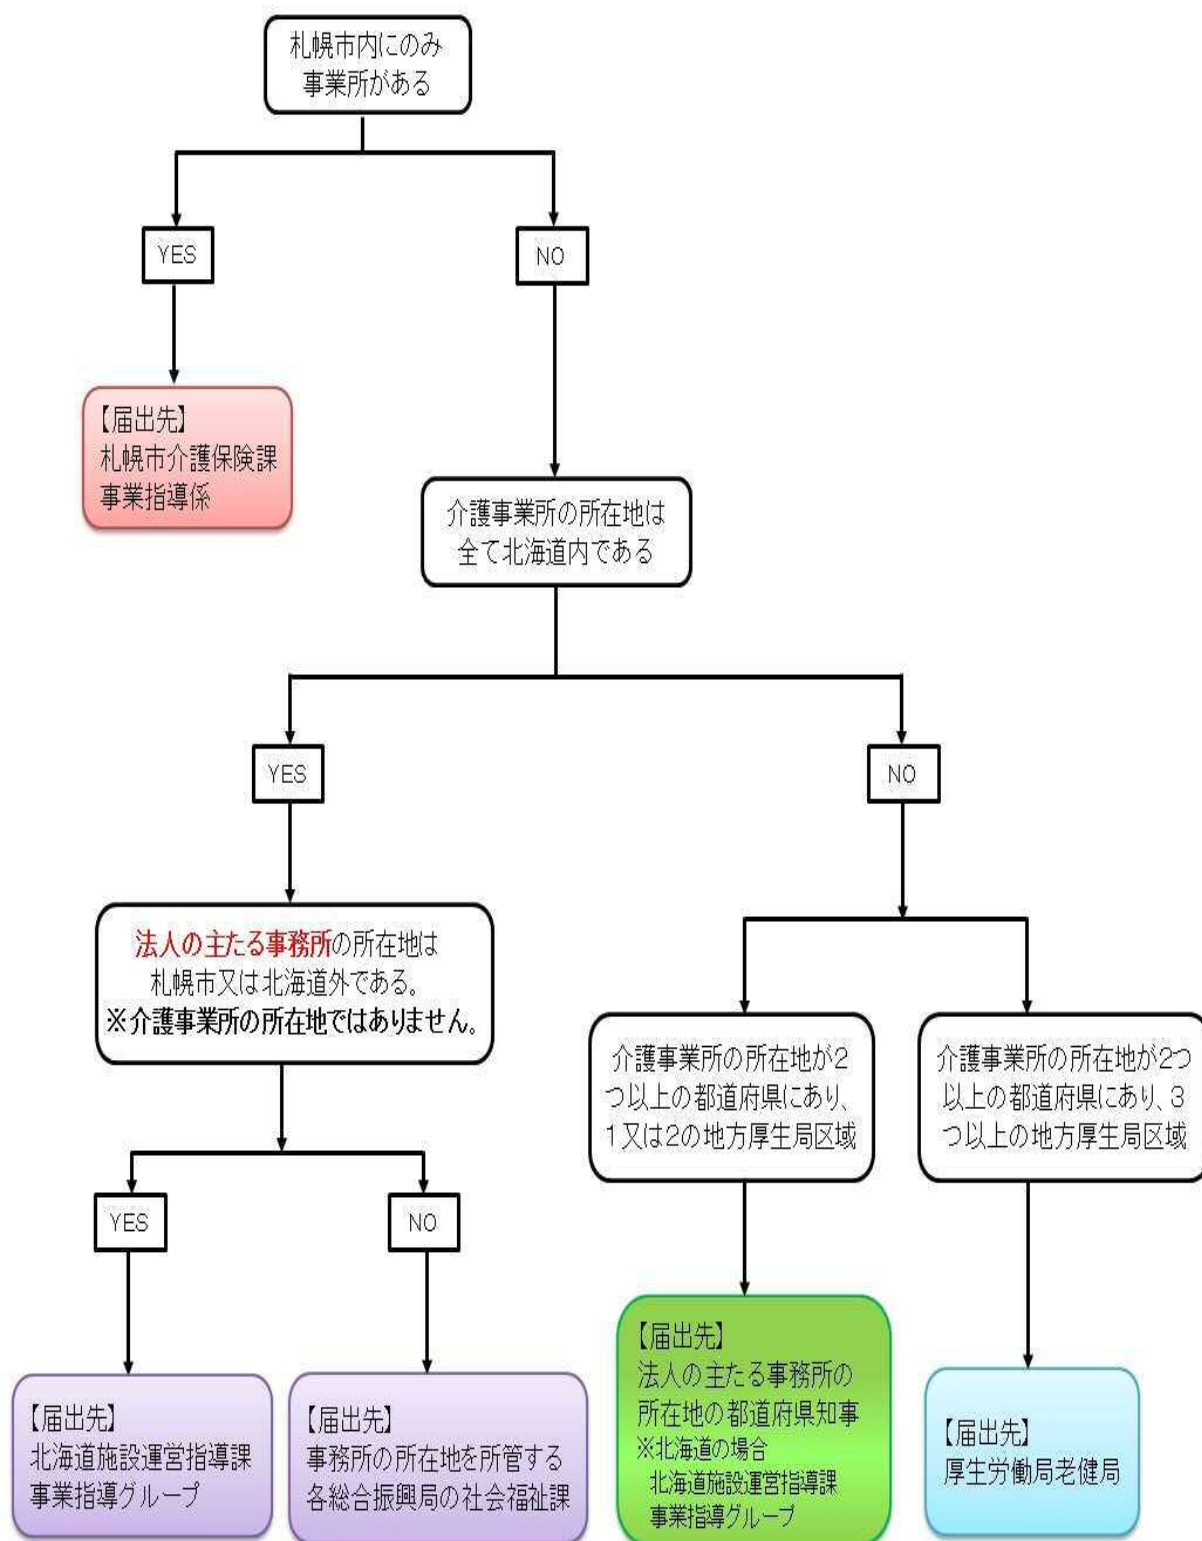 札幌市内にのみ
事業所がある
YES
NO
【届出先】
札幌市介護保険課
事業指導係
介護事業所の所在地は
全て北海道内である
YES
NO
法人の主たる事務所の所在地は
札幌市又は北海道外である。
※介護事業所の所在地ではありません。
介護事業所の所在地が2
つ以上の都道府県にあり、
1又は2の地方厚生局区域
介護事業所の所在地が2つ
以上の都道府県にあり、3
つ以上の地方厚生局区域
YES
NO
【届出先】
北海道施設運営指導課
事業指導グループ
【届出先】
事務所の所在地を所管する
各総合振興局の社会福祉課
【届出先】
法人の主たる事務所の
所在地の都道府県知事
※北海道の場合
北海道施設運営指導課
事業指導グループ
【届出先】
厚生労働局老健局